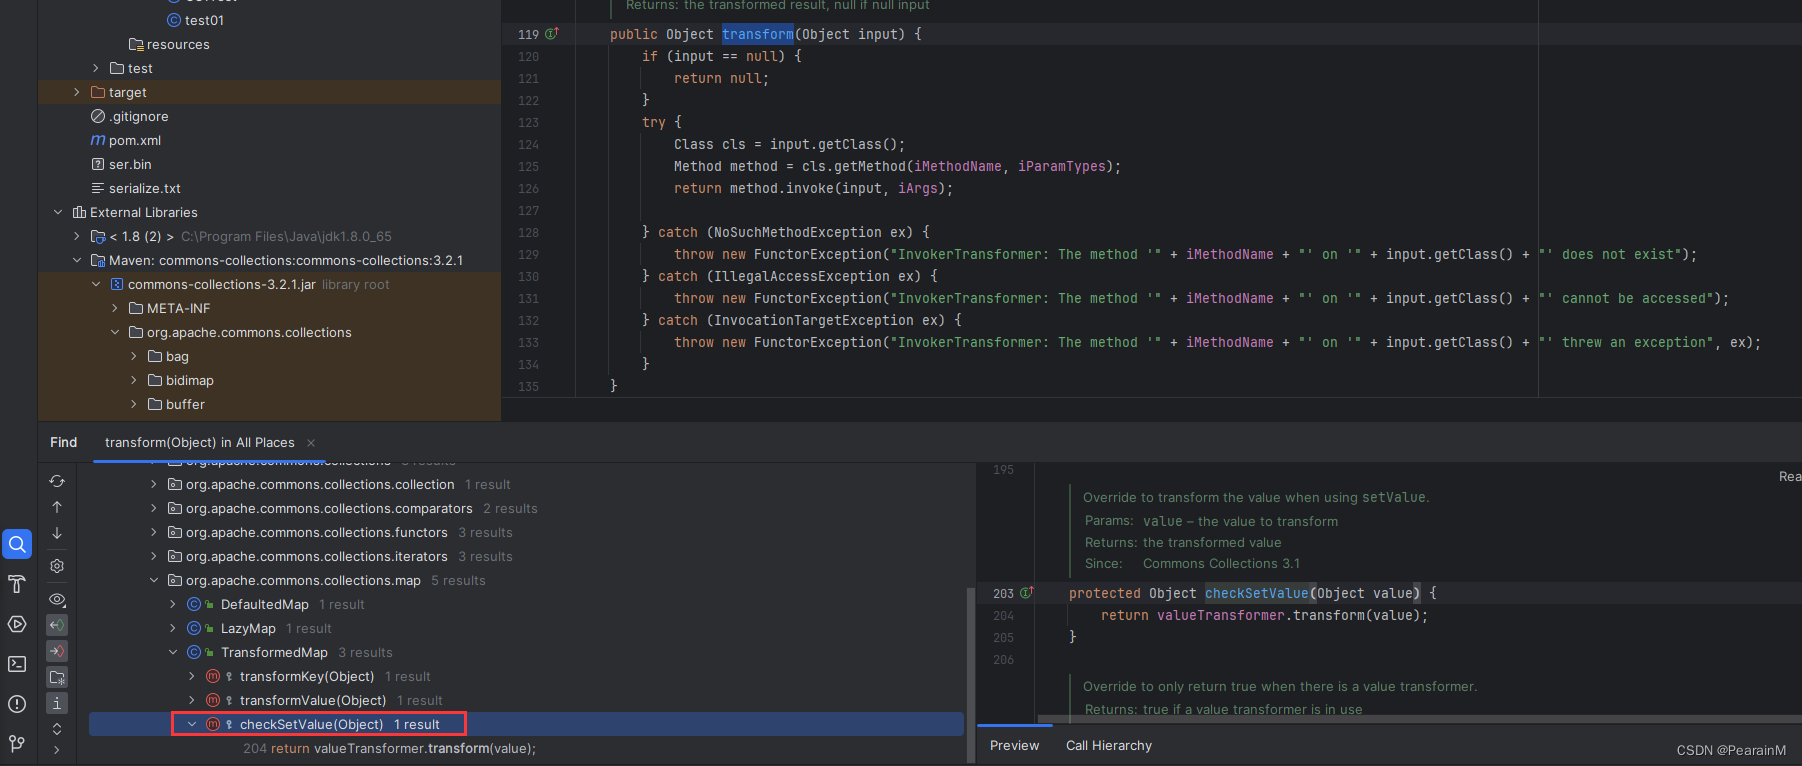 test01
resources
test
target
.gitignore
pom.xml
ser.bin
serialize.txt
External Libraries
< 1.8 (2) > C:\Program Files\Java\jdk1.8.0_65
Maven: commons-collections:commons-collections:3.2.1
commons-collections-3.2.1.jar library root
META-INF
org.apache.commons.collections
bag
bidimap
buffer
Returns: the transformed result, null if null input
119 public Object transform(Object input) {
120 if (input == null) {
121 return null;
122 }
123 try {
124 Class cls = input.getClass();
125 Method method = cls.getMethod(iMethodName, iParamTypes);
126 return method.invoke(input, iArgs);
127
128 } catch (NoSuchMethodException ex) {
129 throw new FunctorException("InvokerTransformer: The method '" + iMethodName + "' on '" + input.getClass() + "' does not exist");
130 } catch (IllegalAccessException ex) {
131 throw new FunctorException("InvokerTransformer: The method '" + iMethodName + "' on '" + input.getClass() + "' cannot be accessed");
132 } catch (InvocationTargetException ex) {
133 throw new FunctorException("InvokerTransformer: The method '" + iMethodName + "' on '" + input.getClass() + "' threw an exception", ex);
134 }
135 }
Find transform(Object) in All Places
org.apache.commons.collection 1 result
org.apache.commons.collections.comparators 2 results
org.apache.commons.collections.functors 3 results
org.apache.commons.collections.iterators 3 results
org.apache.commons.collections.map 5 results
DefaultedMap 1 result
LazyMap 1 result
TransformedMap 3 results
transformKey(Object) 1 result
transformValue(Object) 1 result
checkSetValue(Object) 1 result
204 return valueTransformer.transform(value);
195
Rea
Override to transform the value when using setValue.
Params: value – the value to transform
Returns: the transformed value
Since: Commons Collections 3.1
203 protected Object checkSetValue(Object value) {
204 return valueTransformer.transform(value);
205 }
206
Override to only return true when there is a value transformer.
Returns: true if a value transformer is in use
Preview Call Hierarchy
CSDN @PearainM